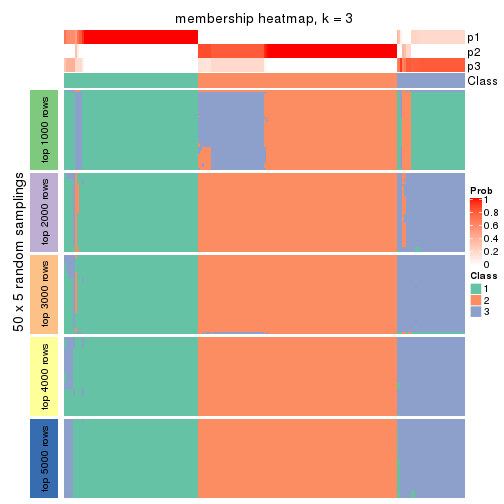 membership heatmap, k = 3
p1
p2
p3
Class
50 x 5 random samplings
top 1000 rows
top 2000 rows
top 3000 rows
top 4000 rows
top 5000 rows
Prob
1
0.8
0.6
0.4
0.2
0
Class
1
2
3